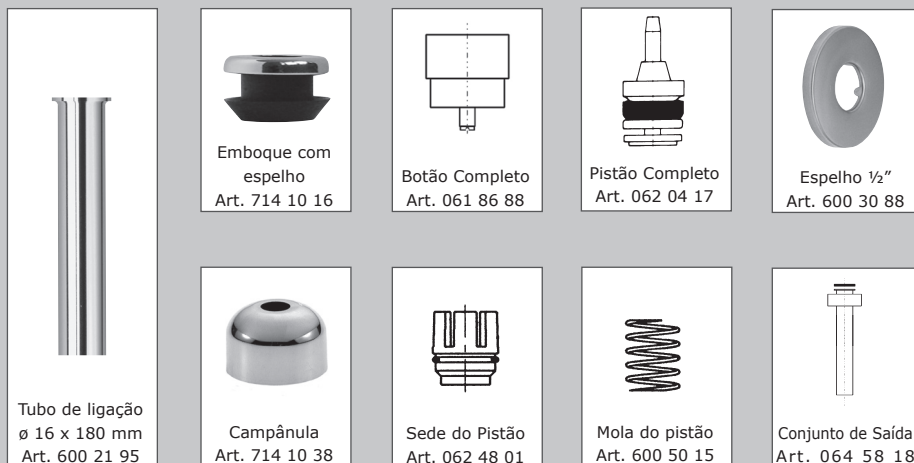 Emboque com
espelho
Art. 714 10 16
Botão Completo
Art. 061 86 88
Pistão Completo
Art. 062 04 17
Espelho ½”
Art. 600 30 88
Tubo de ligação
ø 16 x 180 mm
Art. 600 21 95
Campânula
Art. 714 10 38
Sede do Pistão
Art. 062 48 01
Mola do pistão
Art. 600 50 15
Conjunto de Saída
Art. 064 58 18